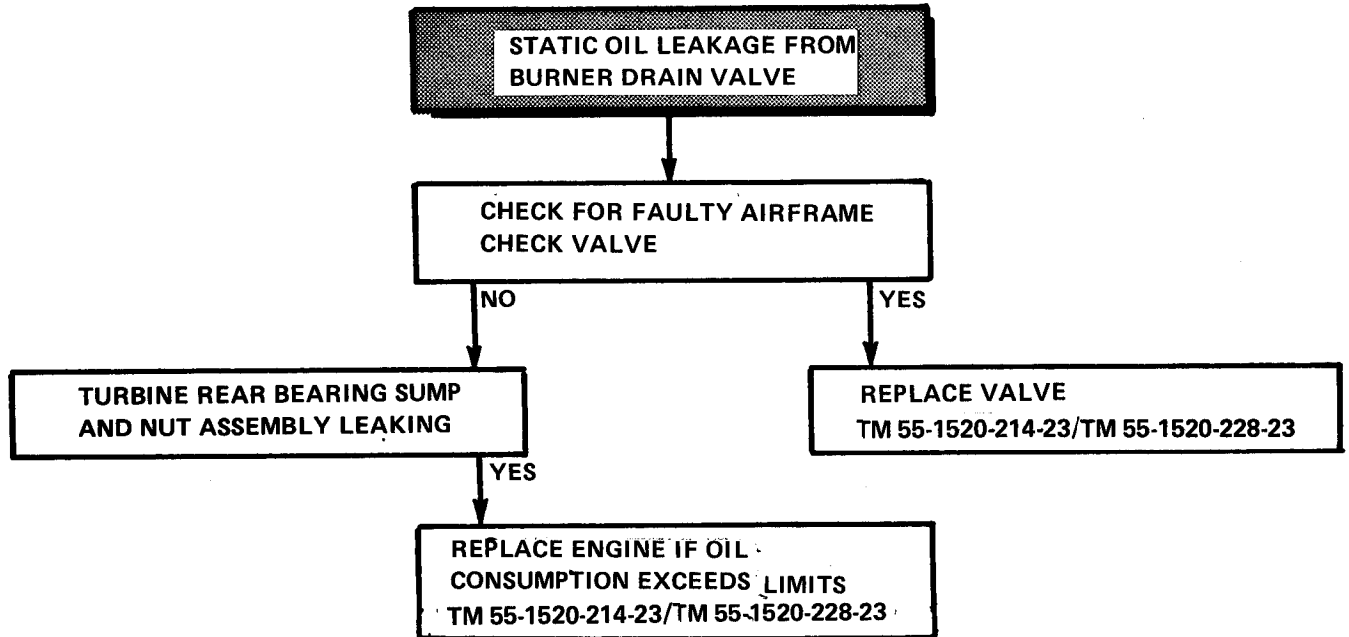 STATIC OIL LEAKAGE FROM
BURNER DRAIN VALVE
CHECK FOR FAULTY AIRFRAME
CHECK VALVE
NO
YES
TURBINE REAR BEARING SUMP
AND NUT ASSEMBLY LEAKING
REPLACE VALVE
TM 55-1520-214-23/TM 55-1520-228-23
YES
REPLACE ENGINE IF OIL
CONSUMPTION EXCEEDS LIMITS
TM 55-1520-214-23/TM 55-1520-228-23